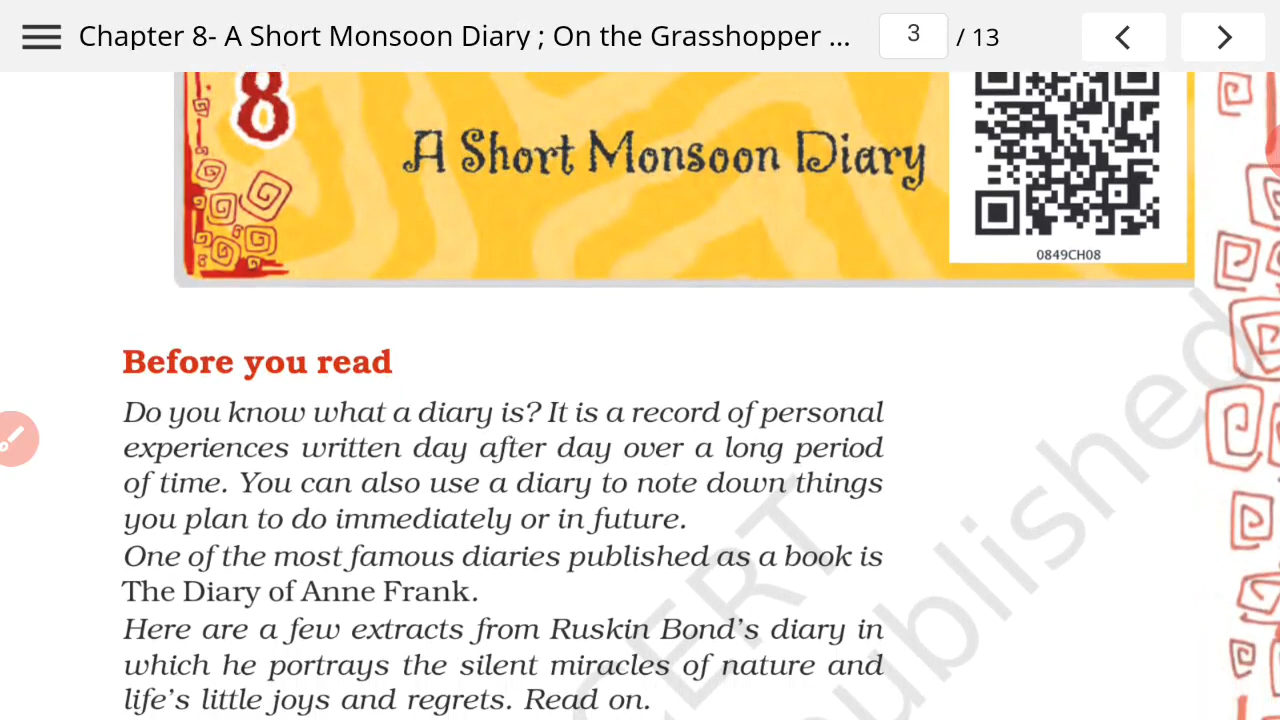 Chapter 8- A Short Monsoon Diary ; On the Grasshopper ...
3 / 13
8
A Short Monsoon Diary
0849CH08
Before you read
Do you know what a diary is? It is a record of personal
experiences written day after day over a long period
of time. You can also use a diary to note down things
you plan to do immediately or in future.
One of the most famous diaries published as a book is
The Diary of Anne Frank.
Here are a few extracts from Ruskin Bond's diary in
which he portrays the silent miracles of nature and
life's little joys and regrets. Read on.